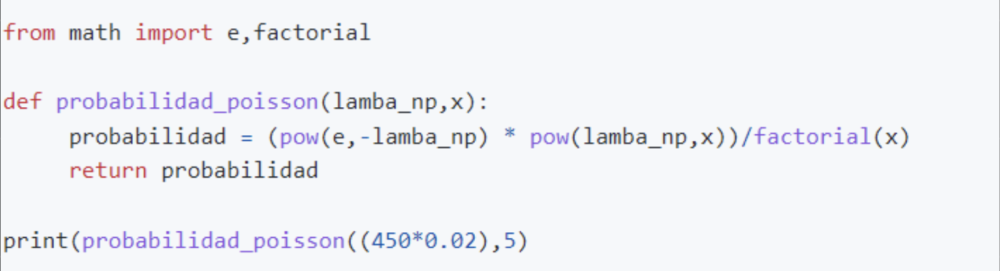 from math import e,factorial
def probabilidad_poisson(lamba_np,x):
probabilidad = (pow(e,-lamba_np) * pow(lamba_np,x))/factorial(x)
return probabilidad
print(probabilidad_poisson((450*0.02),5)